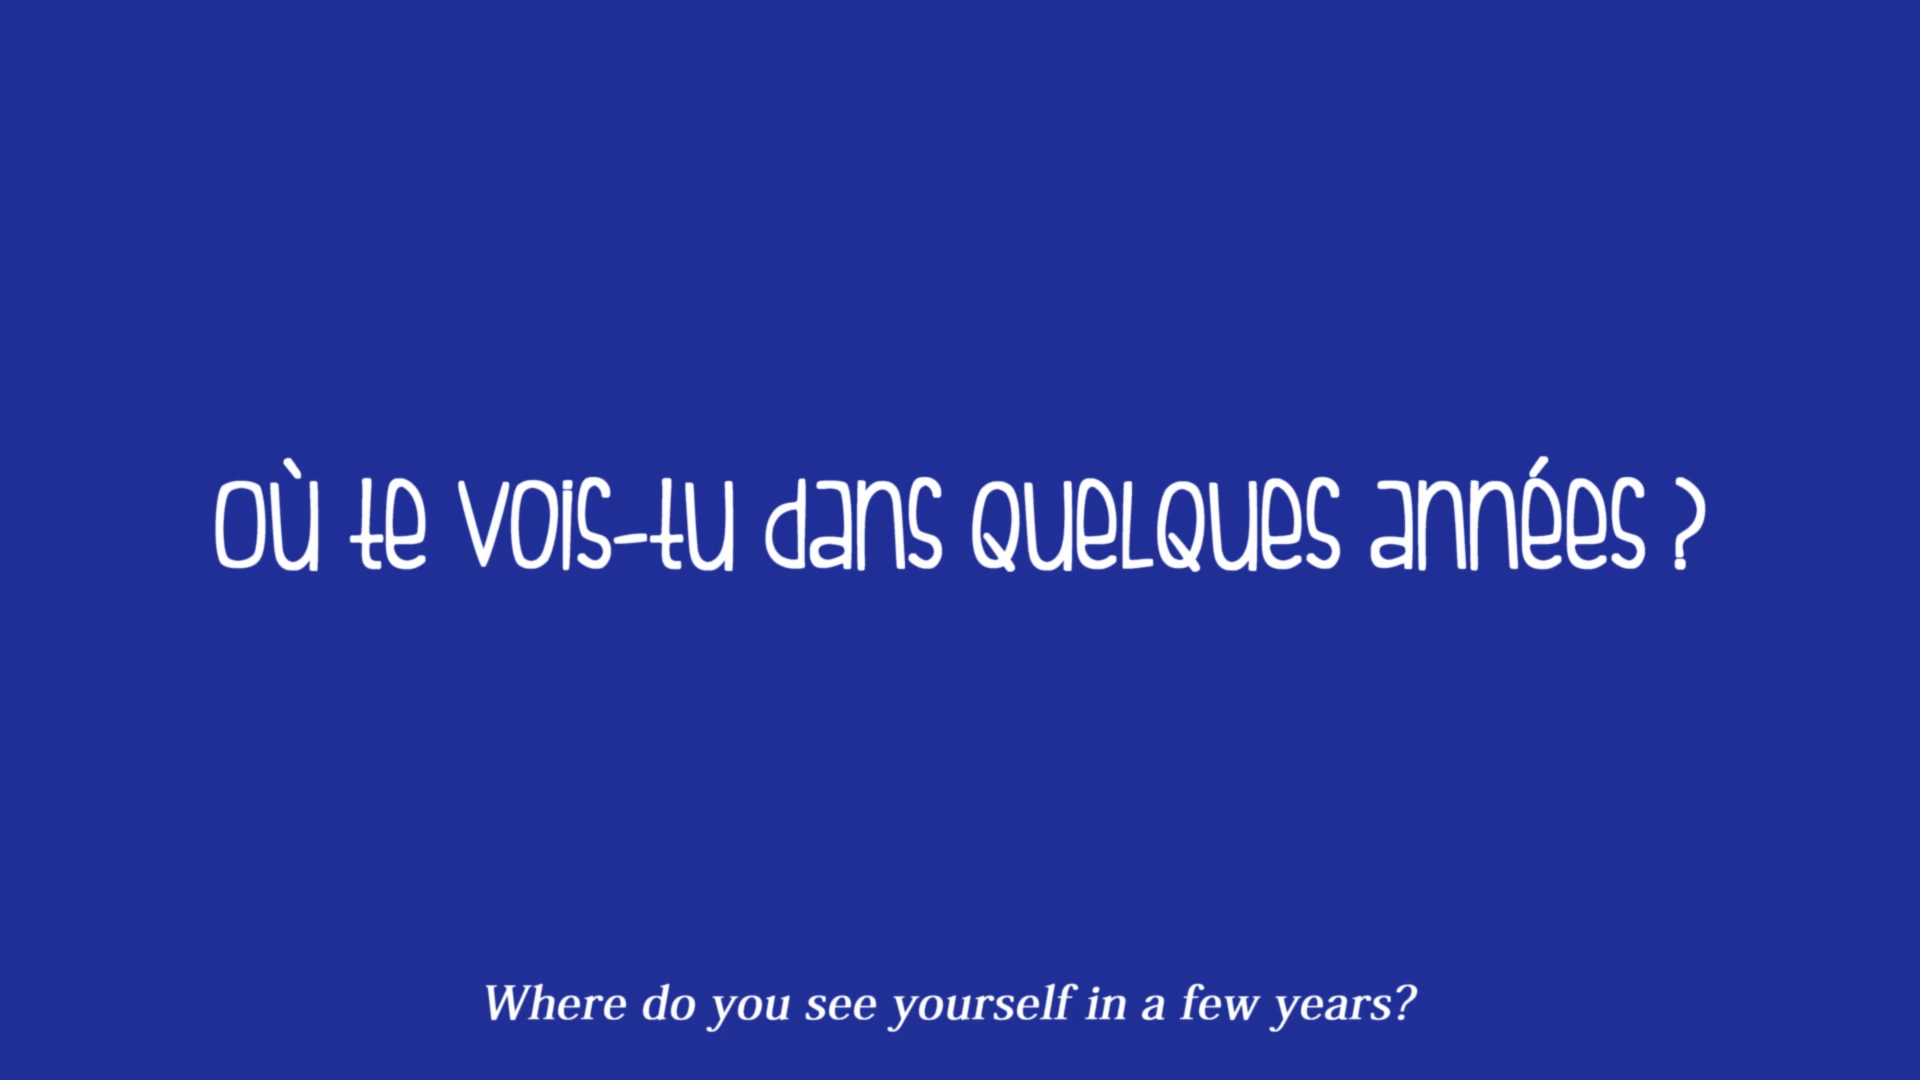 Où te vois-tu dans quelques années ?
Where do you see yourself in a few years?